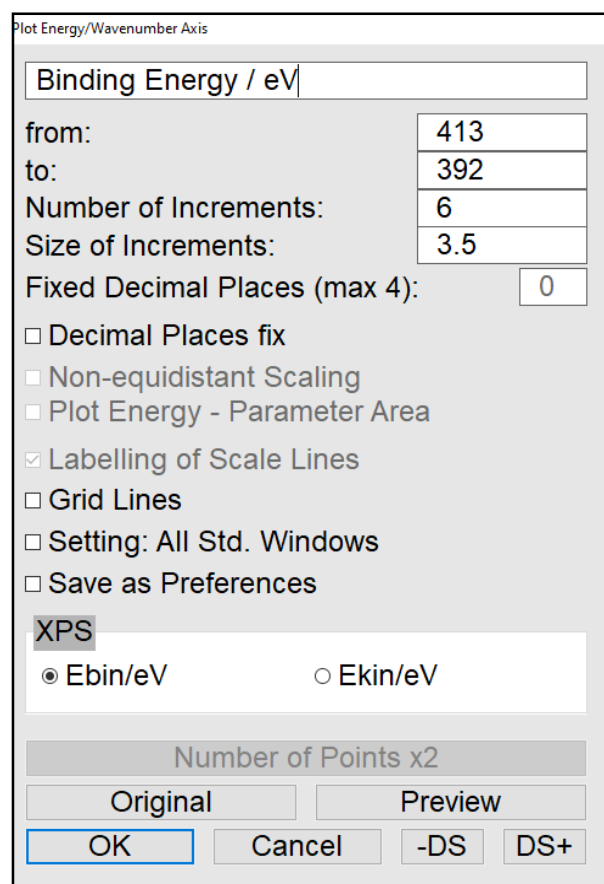 Plot Energy/Wavenumber Axis
Binding Energy / eV
from: 413
to: 392
Number of Increments: 6
Size of Increments: 3.5
Fixed Decimal Places (max 4): 0
Decimal Places fix
Non-equidistant Scaling
Plot Energy - Parameter Area
Labelling of Scale Lines
Grid Lines
Setting: All Std. Windows
Save as Preferences
XPS
Ebin/eV Ekin/eV
Number of Points x2
Original Preview
OK Cancel -DS DS+